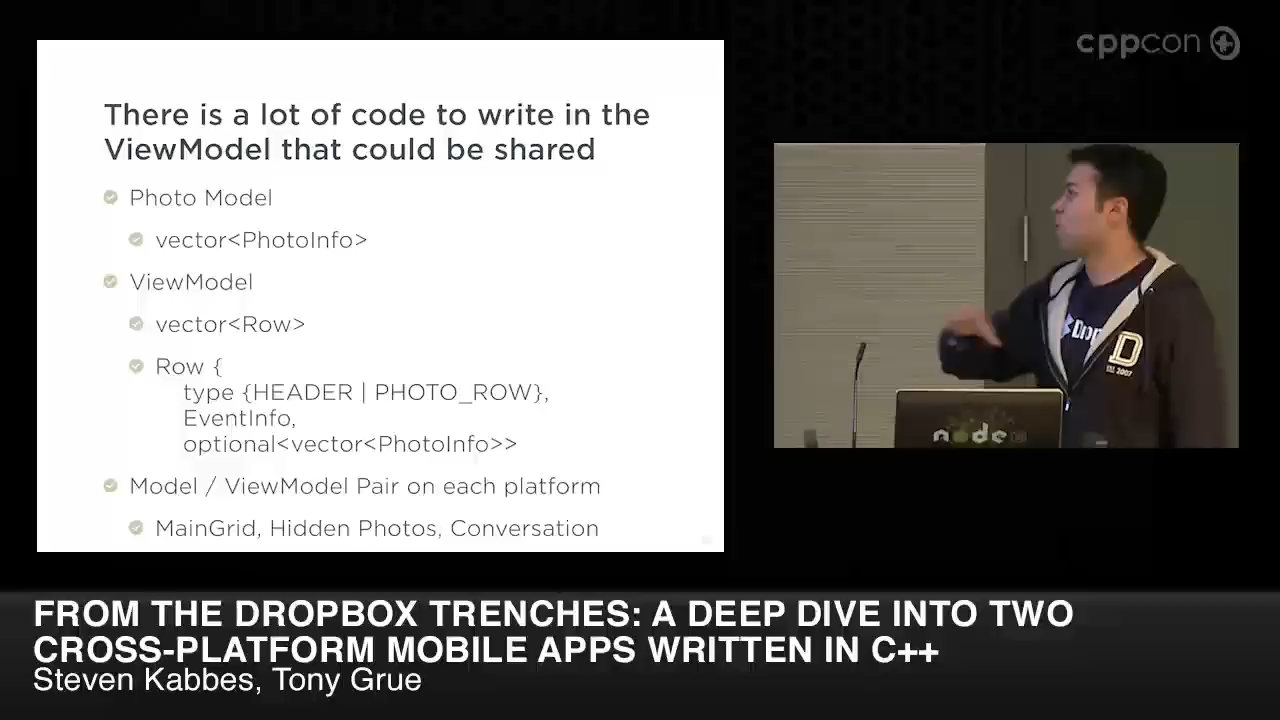 cppcon
There is a lot of code to write in the
ViewModel that could be shared
Photo Model
vector<PhotoInfo>
ViewModel
vector<Row>
Row {
type {HEADER | PHOTO_ROW},
EventInfo,
optional<vector<PhotoInfo>>
Model / ViewModel Pair on each platform
MainGrid, Hidden Photos, Conversation
D
EST. 2007
node
FROM THE DROPBOX TRENCHES: A DEEP DIVE INTO TWO
CROSS-PLATFORM MOBILE APPS WRITTEN IN C++
Steven Kabbes, Tony Grue